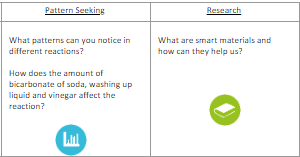 Pattern Seeking
What patterns can you notice in
different reactions?
How does the amount of
bicarbonate of soda, washing up
liquid and vinegar affect the
reaction?
Research
What are smart materials and
how can they help us?